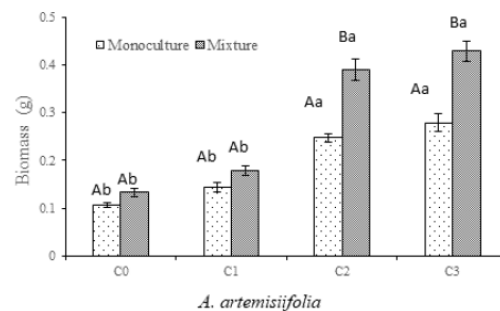 0.5
0.4
0.3
0.2
0.1
0
Biomass (g)
Monoculture Mixture
Ab Ab
Ab Ab
Aa Ba
Aa Ba
C0 C1 C2 C3
A. artemisiifolia